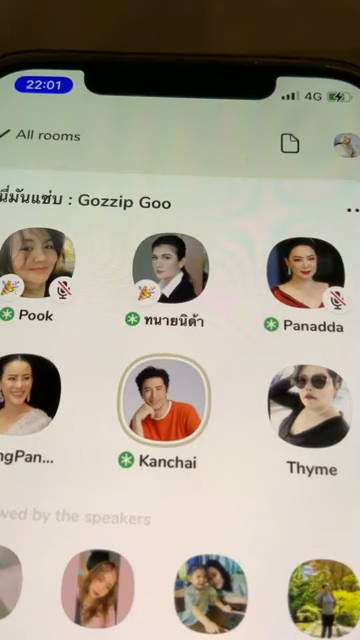 22:01
4G
All rooms
นี่มันแซ่บ : Gozzip Goo
Pook
ทนายนิด้า
Panadda
ngPan...
Kanchai
Thyme
wed by the speakers